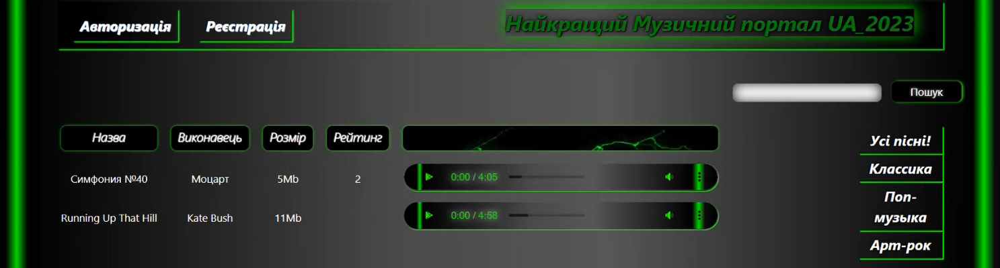 Авторизація Реєстрація Найкращий Музичний портал UA_2023
Пошук
Назва Виконавець Розмір Рейтинг
Усі пісні!
Симфония №40 Моцарт 5Mb 2 0:00 / 4:05
Классика
Running Up That Hill Kate Bush 11Mb 0:00 / 4:58
Поп-
музыка
Арт-рок